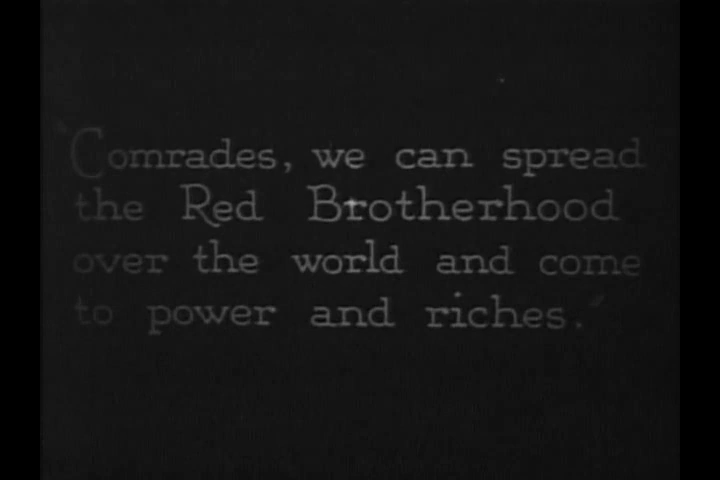 "Comrades, we can spread
the Red Brotherhood
over the world and come
to power and riches."